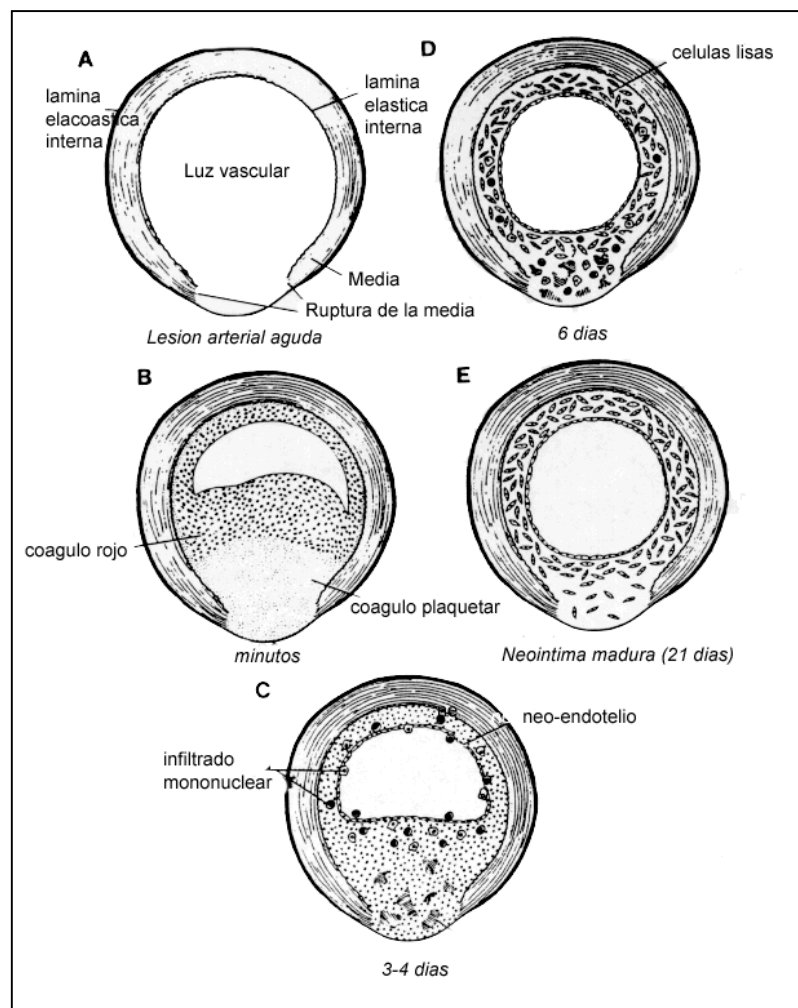 A
lamina
elacoastica
interna
lamina
elastica
interna
Luz vascular
Media
Ruptura de la media
Lesion arterial aguda
D
celulas lisas
6 dias
B
coagulo rojo
coagulo plaquetar
minutos
E
Neointima madura (21 dias)
C
neo-endotelio
infiltrado
mononuclear
3-4 dias